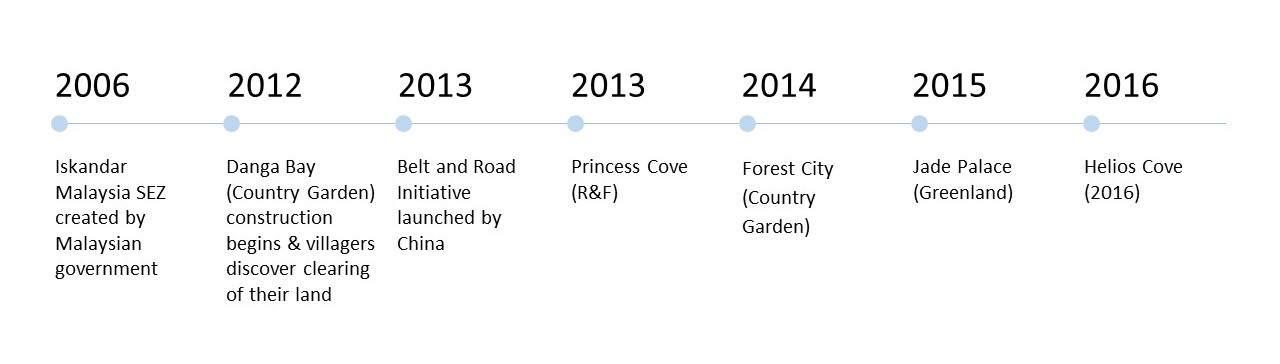 2006
Iskandar
Malaysia SEZ
created by
Malaysian
government
2012
Danga Bay
(Country Garden)
construction
begins & villagers
discover clearing
of their land
2013
Belt and Road
Initiative
launched by
China
2013
Princess Cove
(R&F)
2014
Forest City
(Country
Garden)
2015
Jade Palace
(Greenland)
2016
Helios Cove
(2016)